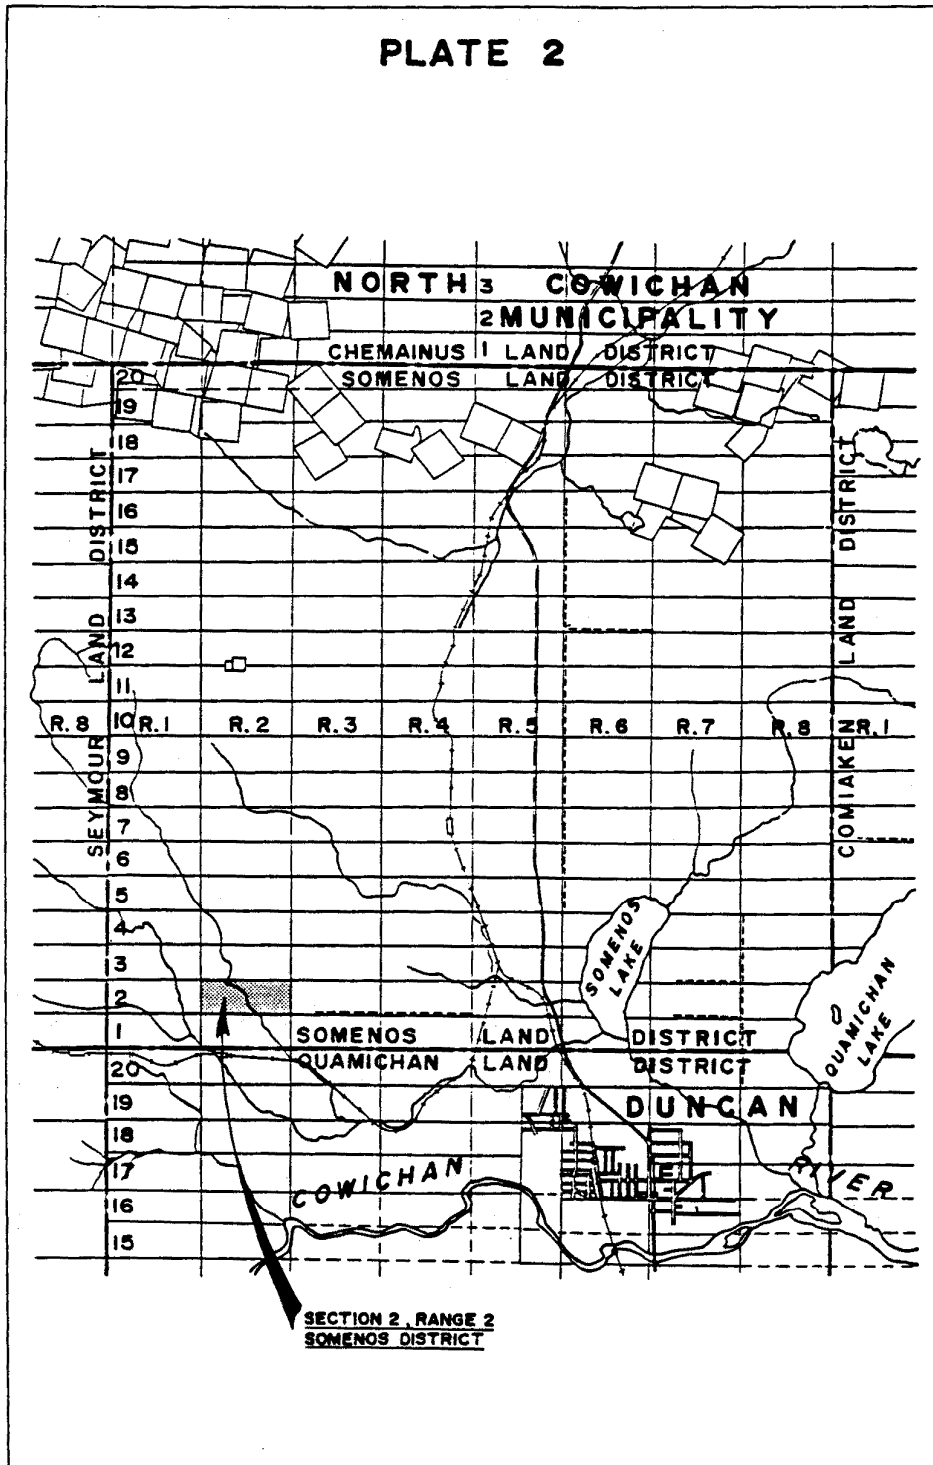 PLATE 2
NORTH 3 COWICHAN
2 MUNICIPALITY
CHEMAINUS 1 LAND DISTRICT
20 SOMENOS LAND DISTRICT
19
18
17
16
15
14
13
12
11
R.8 R.1 10 R.2 R.3 R.4 R.5 R.6 R.7 R.8 R.1
9
8
7
6
5
4
3
2
1 SOMENOS LAND DISTRICT
20 QUAMICHAN LAND DISTRICT
19 DUNCAN
18
17
16
15
SEYMOUR LAND DISTRICT
COMIAKEN LAND DISTRICT
SOMENOS
LAKE
QUAMICHAN
LAKE
COWICHAN RIVER
SECTION 2, RANGE 2
SOMENOS DISTRICT